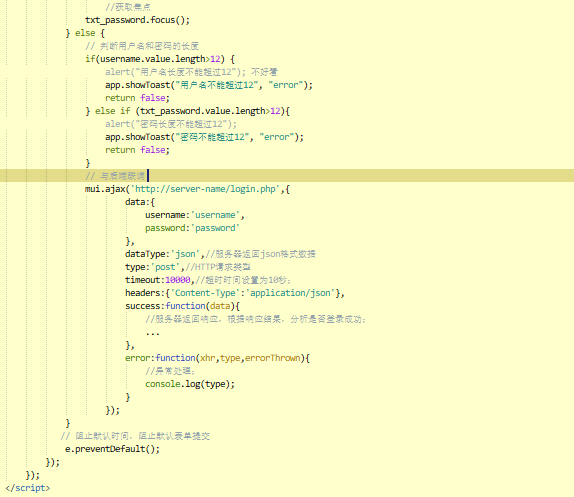 //获取焦点
txt_password.focus();
} else {
// 判断用户名和密码的长度
if(username.value.length>12) {
alert("用户名长度不能超过12"); 不好看
app.showToast("用户名不能超过12", "error");
return false;
} else if (txt_password.value.length>12){
alert("密码长度不能超过12");
app.showToast("密码不能超过12", "error");
return false;
}
// 与后端联调
mui.ajax('http://server-name/login.php',{
data:{
username:'username',
password:'password'
},
dataType:'json',//服务器返回json格式数据
type:'post',//HTTP请求类型
timeout:10000,//超时时间设置为10秒;
headers:{'Content-Type':'application/json'},
success:function(data){
//服务器返回响应，根据响应结果，分析是否登录成功;
...
},
error:function(xhr,type,errorThrown){
//异常处理;
console.log(type);
}
});
}
// 阻止默认时间，阻止默认表单提交
e.preventDefault();
});
});
</script>